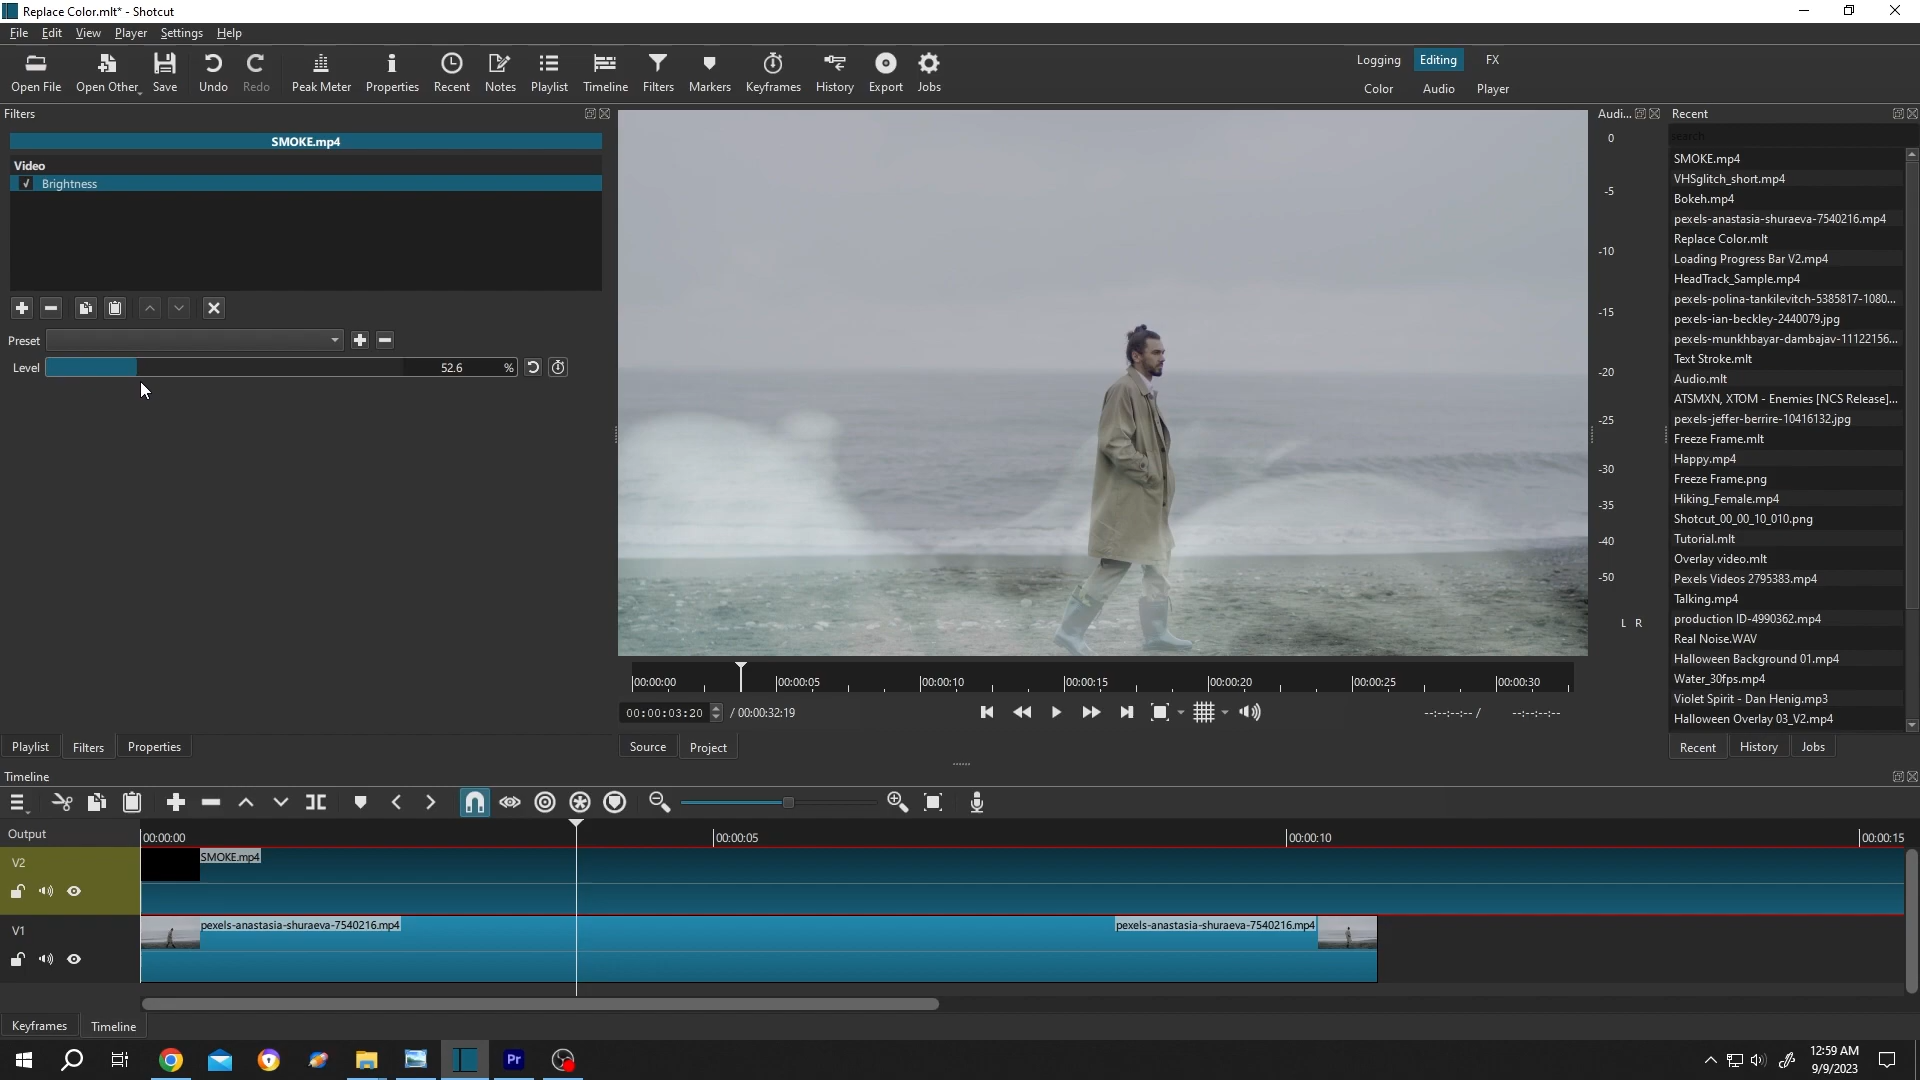 Replace Color.mlt* - Shotcut
File Edit View Player Settings Help
Open File Open Other Save Undo Redo Peak Meter Properties Recent Notes Playlist Timeline Filters Markers Keyframes History Export Jobs
Logging Editing FX
Color Audio Player
Filters
SMOKE.mp4
Video
Brightness
Preset
Level 52.6 %
Playlist Filters Properties
Audi...
0
-5
-10
-15
-20
-25
-30
-35
-40
-50
L R
00:00:00 00:00:05 00:00:10 00:00:15 00:00:20 00:00:25 00:00:30
00:00:03:20 / 00:00:32:19
--:--:--:-- / --:--:--:--
Source Project
Recent
search
SMOKE.mp4
VHSglitch_short.mp4
Bokeh.mp4
pexels-anastasia-shuraeva-7540216.mp4
Replace Color.mlt
Loading Progress Bar V2.mp4
HeadTrack_Sample.mp4
pexels-polina-tankilevitch-5385817-1080...
pexels-ian-beckley-2440079.jpg
pexels-munkhbayar-dambajav-11122156...
Text Stroke.mlt
Audio.mlt
ATSMXN, XTOM - Enemies [NCS Release]...
pexels-jeffer-berrire-10416132.jpg
Freeze Frame.mlt
Happy.mp4
Freeze Frame.png
Hiking_Female.mp4
Shotcut_00_00_10_010.png
Tutorial.mlt
Overlay video.mlt
Pexels Videos 2795383.mp4
Talking.mp4
production ID-4990362.mp4
Real Noise.WAV
Halloween Background 01.mp4
Water_30fps.mp4
Violet Spirit - Dan Henig.mp3
Halloween Overlay 03_V2.mp4
Recent History Jobs
Timeline
Output
00:00:00 00:00:05 00:00:10 00:00:15
V2
SMOKE.mp4
V1
pexels-anastasia-shuraeva-7540216.mp4 pexels-anastasia-shuraeva-7540216.mp4
Keyframes Timeline
Pr
12:59 AM
9/9/2023